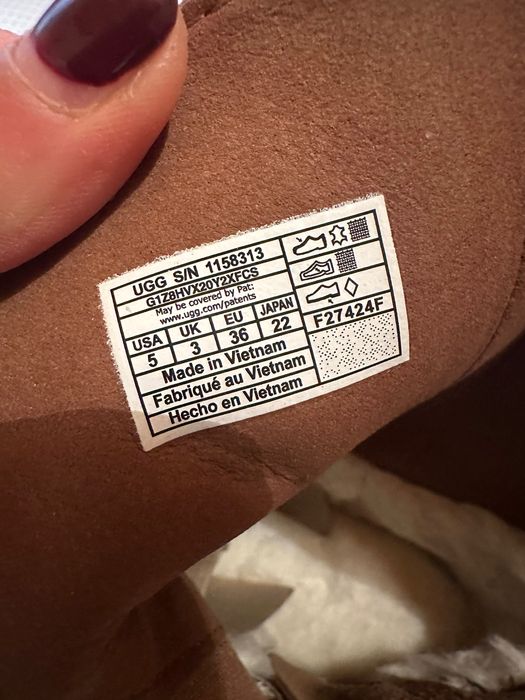 UGG S/N 1158313
G1Z8HVX20Y2XFCS
May be covered by Pat:
www.ugg.com/patents
USA UK EU JAPAN
5 3 36 22
Made in Vietnam
Fabriqué au Vietnam
Hecho en Vietnam
F27424F